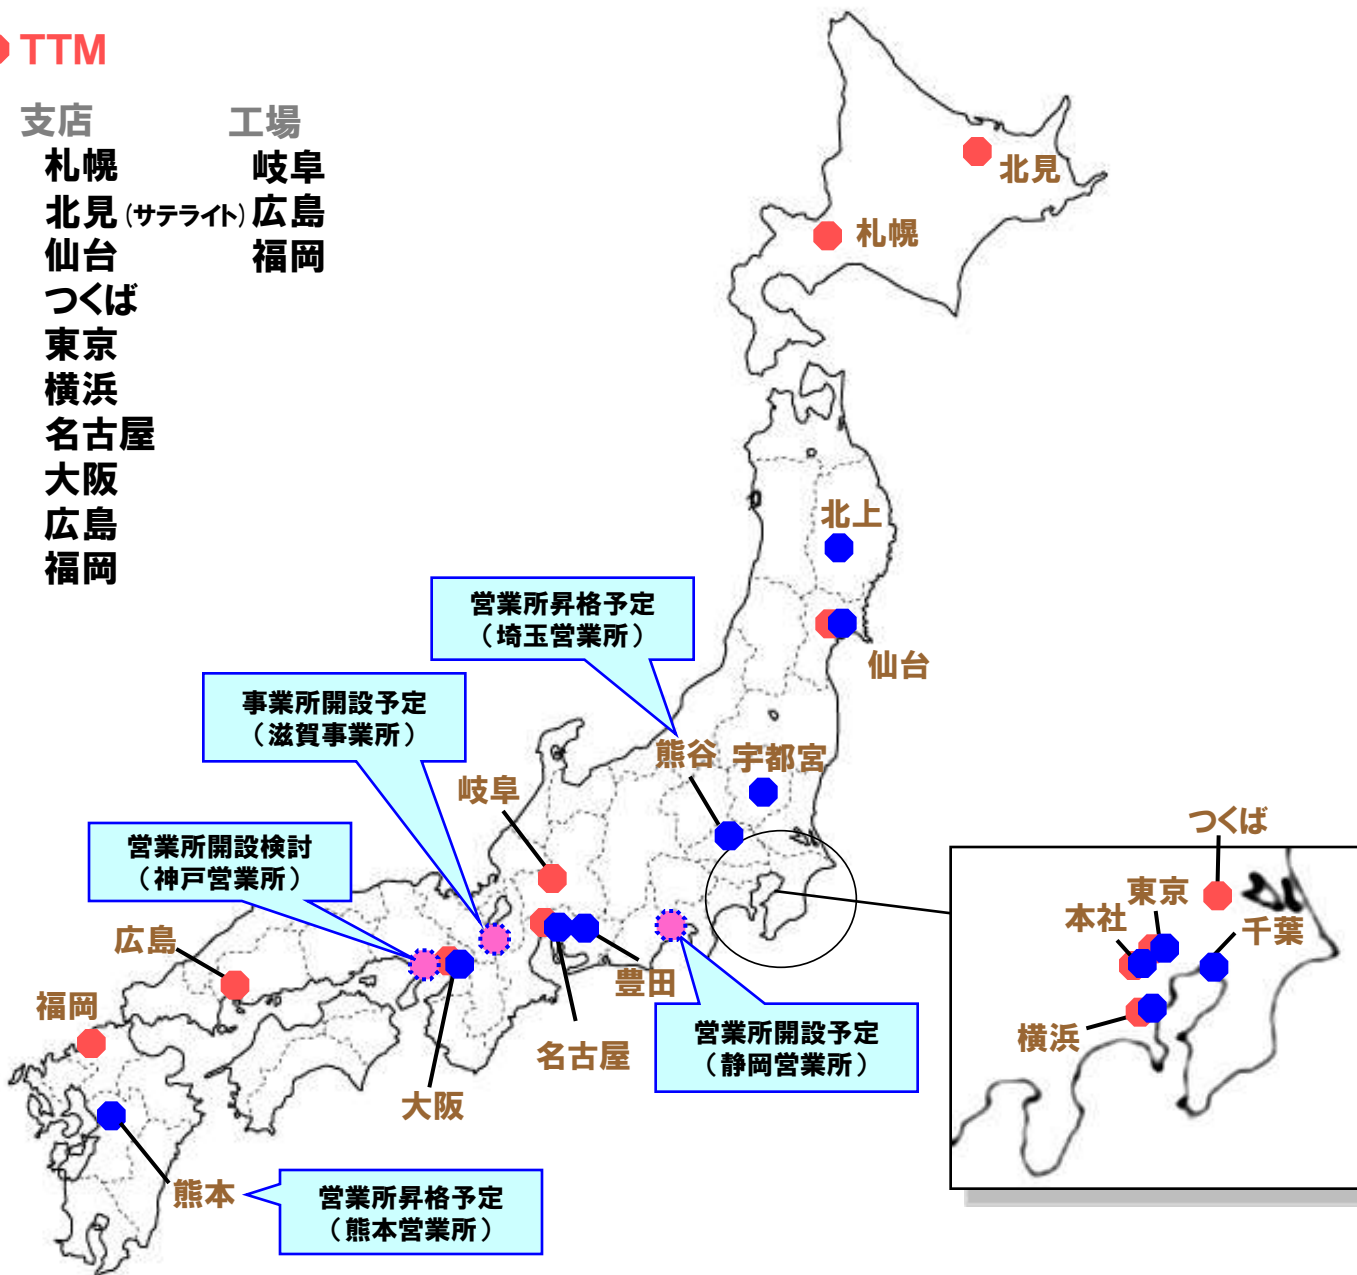 TTM
支店
札幌
北見 (サテライト)
仙台
つくば
東京
横浜
名古屋
大阪
広島
福岡
工場
岐阜
広島
福岡
北見
札幌
北上
仙台
営業所昇格予定
（埼玉営業所）
事業所開設予定
（滋賀事業所）
熊谷
宇都宮
岐阜
営業所開設検討
（神戸営業所）
広島
福岡
豊田
名古屋
大阪
営業所開設予定
（静岡営業所）
熊本
営業所昇格予定
（熊本営業所）
つくば
東京
本社
千葉
横浜